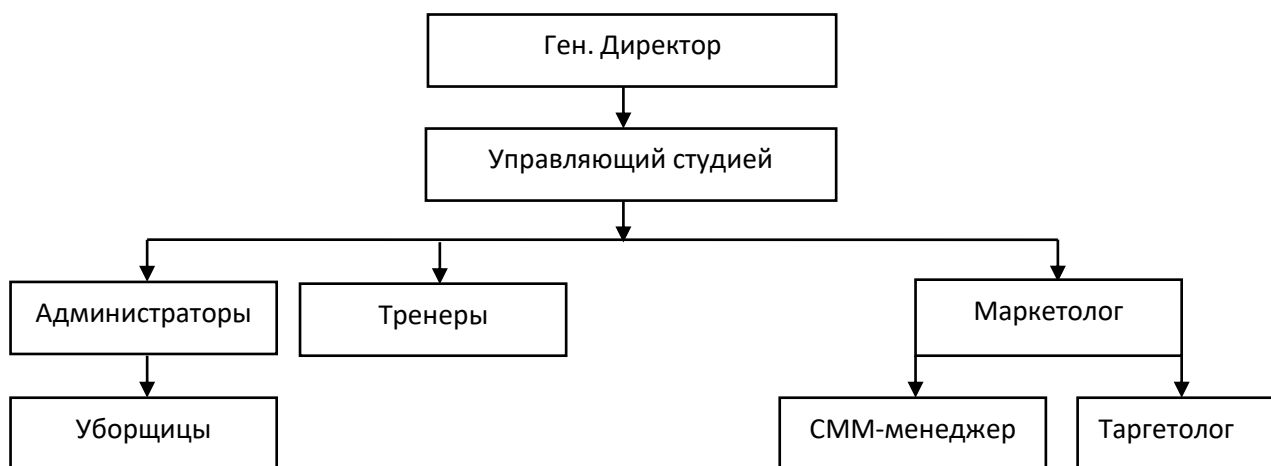 Ген. Директор
Управляющий студией
Администраторы
Тренеры
Маркетолог
Уборщицы
СММ-менеджер
Таргетолог